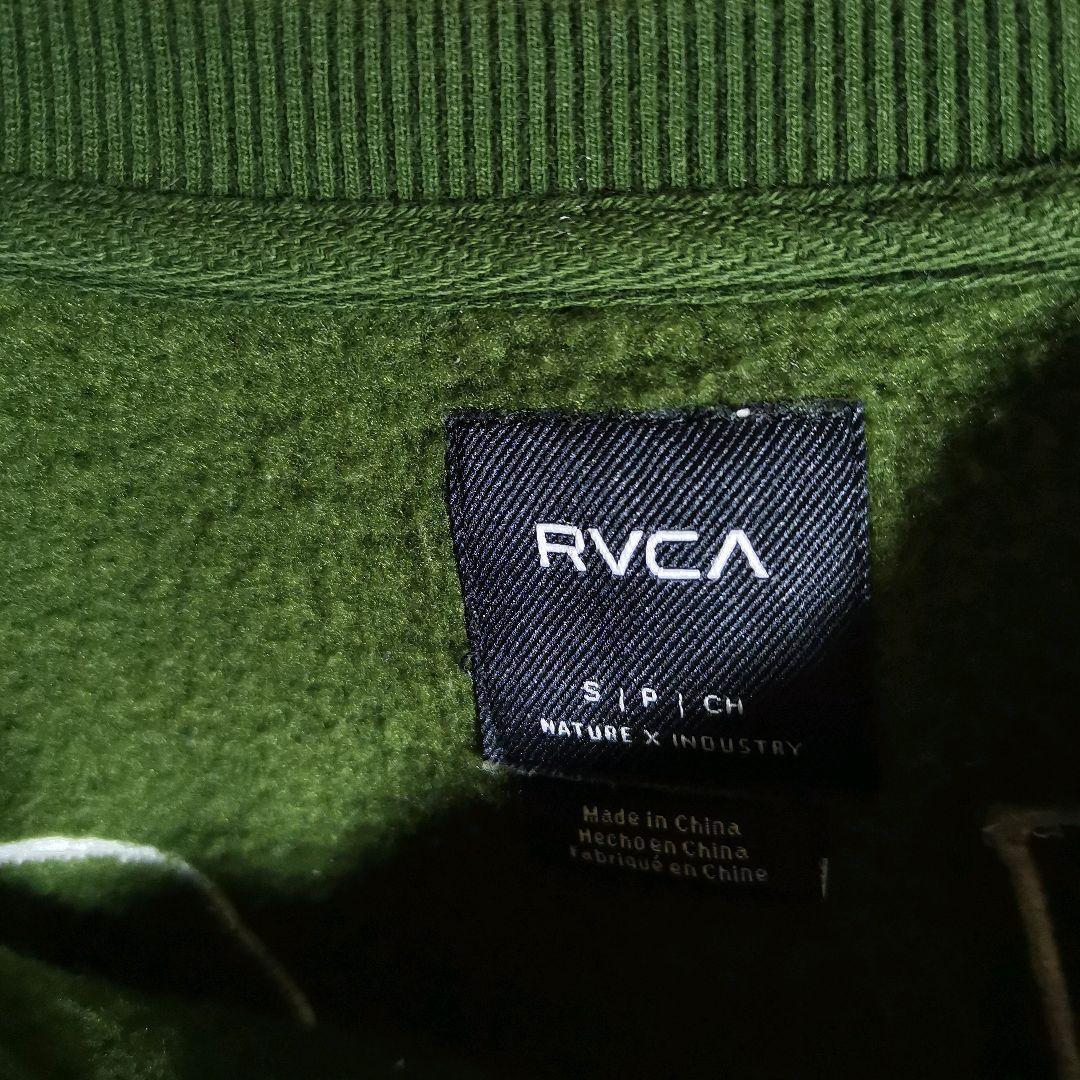 RVCA
S | P | CH
NATURE X INDUSTRY
Made in China
Hecho en China
Fabriqué en Chine